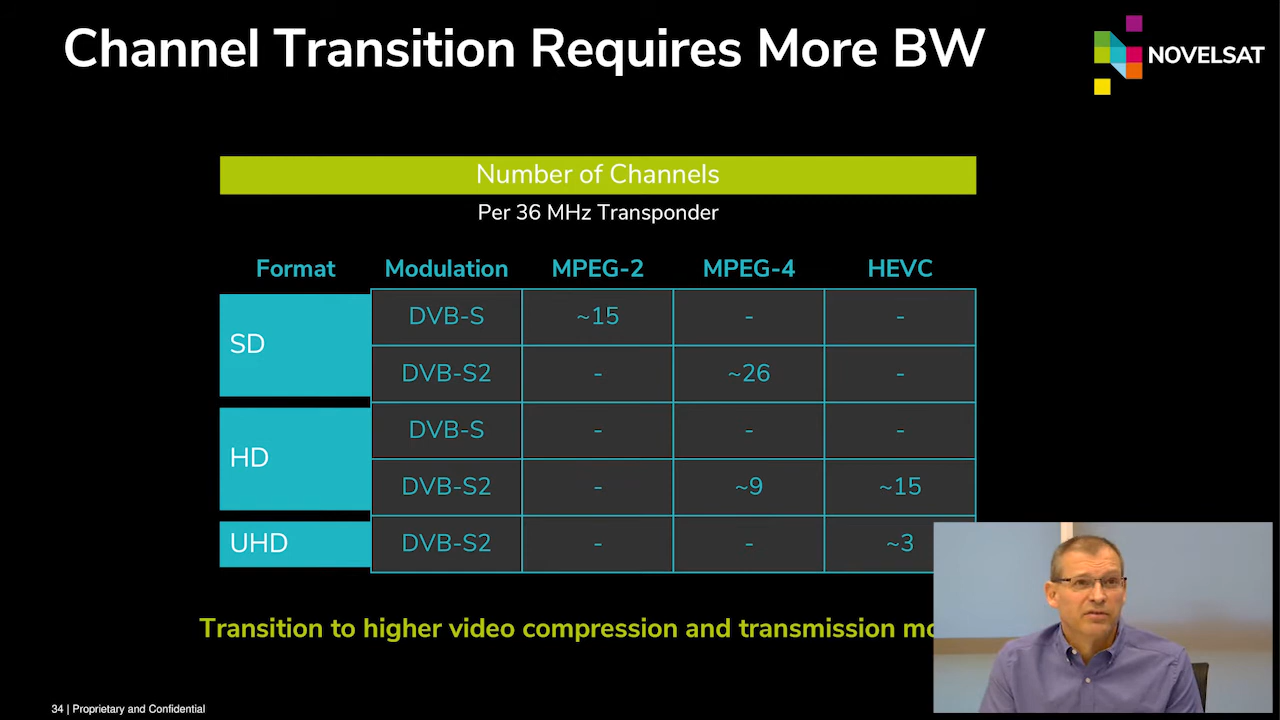 Channel Transition Requires More BW
NOVELSAT
Number of Channels
Per 36 MHz Transponder
Format Modulation MPEG-2 MPEG-4 HEVC
SD
DVB-S ~15 - -
DVB-S2 - ~26 -
HD
DVB-S - - -
DVB-S2 - ~9 ~15
UHD DVB-S2 - - ~3
Transition to higher video compression and transmission
34 | Proprietary and Confidential